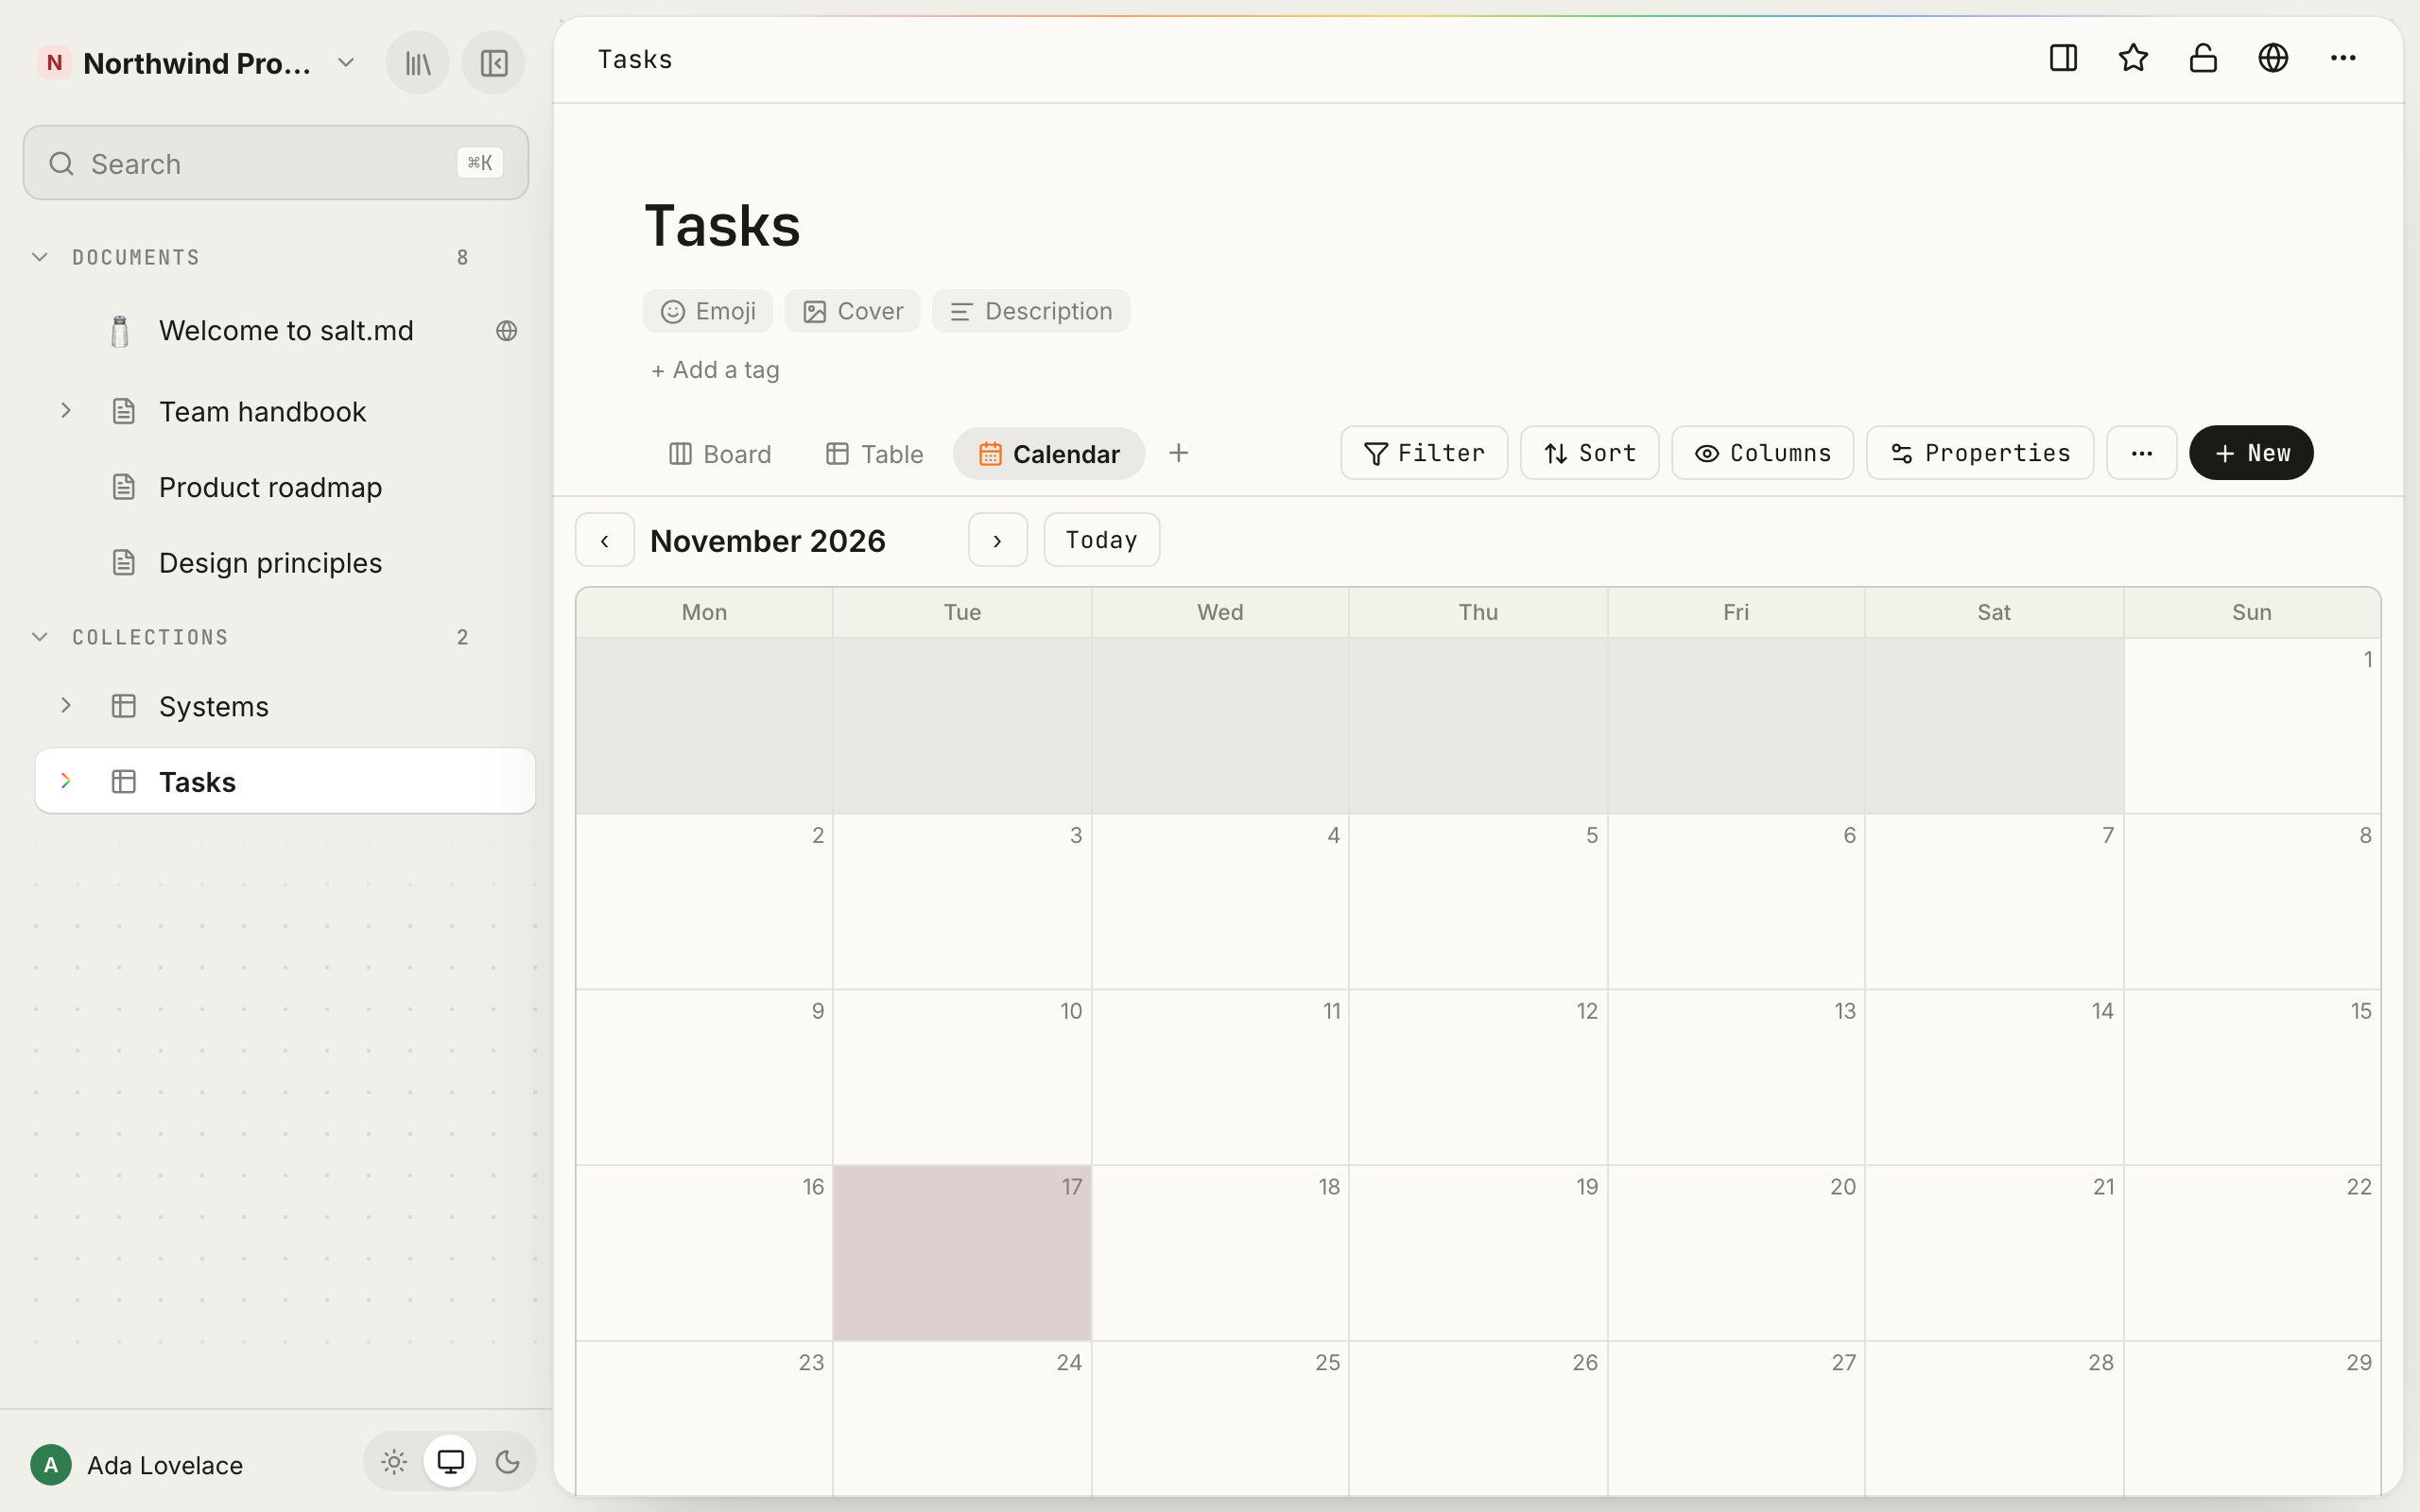 N Northwind Pro...
Search ⌘K
DOCUMENTS 8
Welcome to salt.md
Team handbook
Product roadmap
Design principles
COLLECTIONS 2
Systems
Tasks
A Ada Lovelace
Tasks
Tasks
Emoji Cover Description
+ Add a tag
Board Table Calendar + Filter Sort Columns Properties ... + New
‹ November 2026 › Today
Mon Tue Wed Thu Fri Sat Sun
1
2 3 4 5 6 7 8
9 10 11 12 13 14 15
16 17 18 19 20 21 22
23 24 25 26 27 28 29